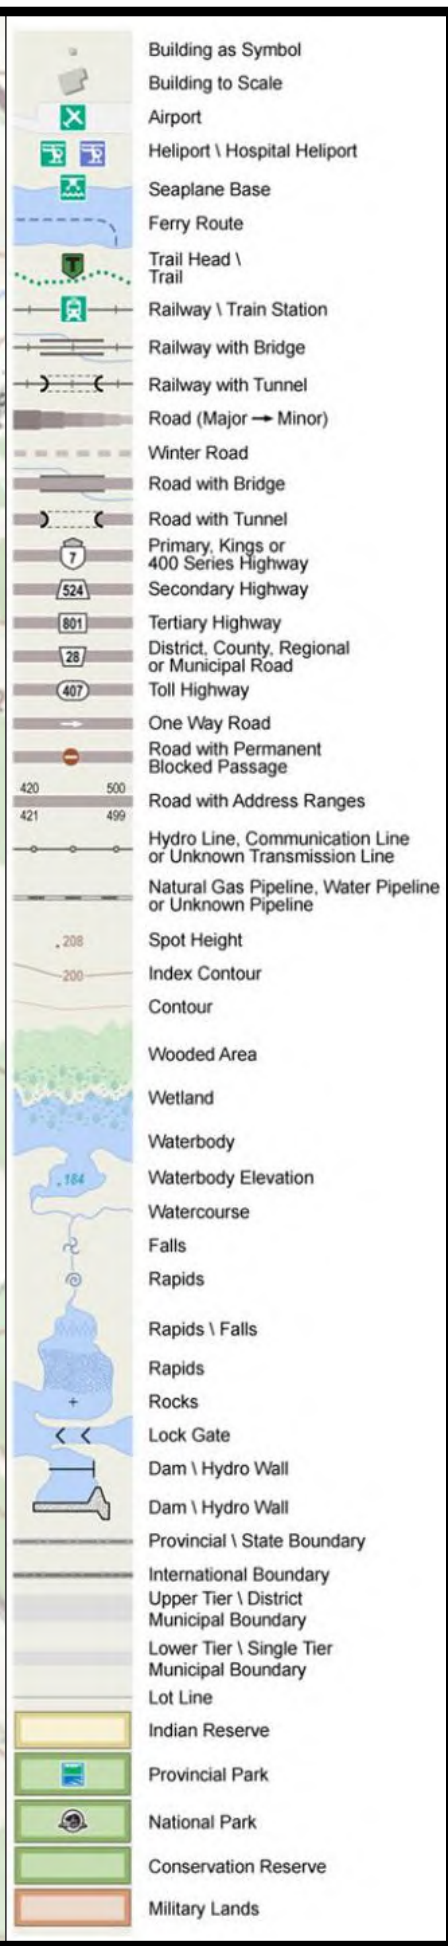 Building as Symbol
Building to Scale
Airport
Heliport \ Hospital Heliport
Seaplane Base
Ferry Route
T
Trail Head \
Trail
Railway \ Train Station
Railway with Bridge
Railway with Tunnel
Road (Major → Minor)
Winter Road
Road with Bridge
Road with Tunnel
7
Primary, Kings or
400 Series Highway
524 Secondary Highway
801 Tertiary Highway
28
District, County, Regional
or Municipal Road
407 Toll Highway
One Way Road
Road with Permanent
Blocked Passage
420 500
Road with Address Ranges
421 499
Hydro Line, Communication Line
or Unknown Transmission Line
Natural Gas Pipeline, Water Pipeline
or Unknown Pipeline
.208 Spot Height
200 Index Contour
Contour
Wooded Area
Wetland
Waterbody
.184 Waterbody Elevation
Watercourse
Falls
Rapids
Rapids \ Falls
Rapids
Rocks
Lock Gate
Dam \ Hydro Wall
Dam \ Hydro Wall
Provincial \ State Boundary
International Boundary
Upper Tier \ District
Municipal Boundary
Lower Tier \ Single Tier
Municipal Boundary
Lot Line
Indian Reserve
Provincial Park
National Park
Conservation Reserve
Military Lands